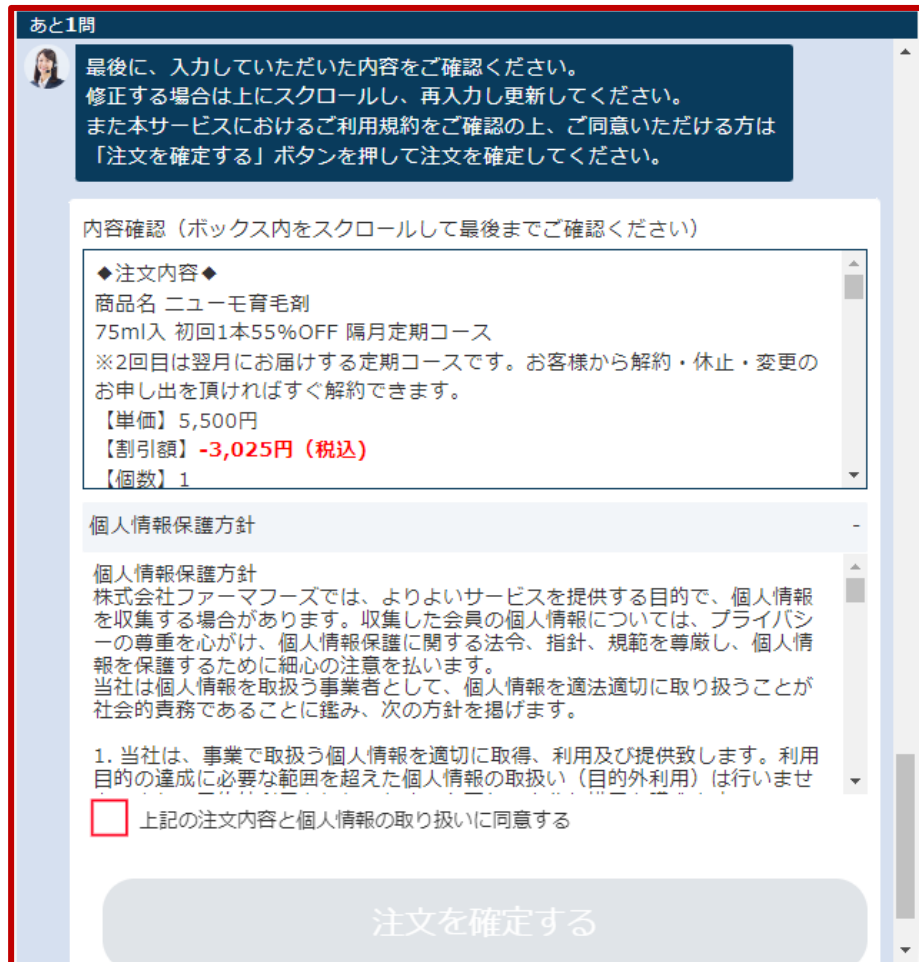 あと1問
最後に、入力していただいた内容をご確認ください。
修正する場合は上にスクロールし、再入力し更新してください。
また本サービスにおけるご利用規約をご確認の上、ご同意いただける方は
「注文を確定する」ボタンを押して注文を確定してください。
内容確認（ボックス内をスクロールして最後までご確認ください）
◆注文内容◆
商品名 ニューモ育毛剤
75ml入 初回1本55%OFF 隔月定期コース
※2回目は翌月にお届けする定期コースです。お客様から解約・休止・変更の
お申し出を頂ければすぐ解約できます。
【単価】5,500円
【割引額】-3,025円（税込)
【個数】1
個人情報保護方針 -
個人情報保護方針
株式会社ファーマフーズでは、よりよいサービスを提供する目的で、個人情報
を収集する場合があります。収集した会員の個人情報については、プライバシ
ーの尊重を心がけ、個人情報保護に関する法令、指針、規範を尊厳し、個人情
報を保護するために細心の注意を払います。
当社は個人情報を取扱う事業者として、個人情報を適法適切に取り扱うことが
社会的責務であることに鑑み、次の方針を掲げます。
1. 当社は、事業で取扱う個人情報を適切に取得、利用及び提供致します。利用
目的の達成に必要な範囲を超えた個人情報の取扱い（目的外利用）は行いませ
上記の注文内容と個人情報の取り扱いに同意する
注文を確定する